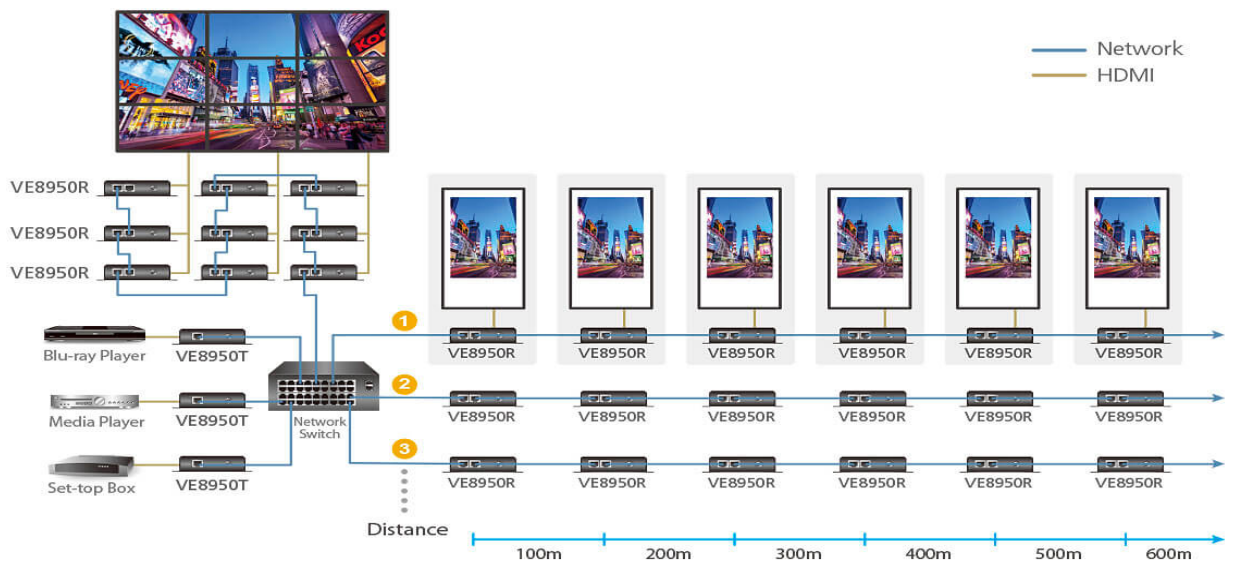 Network
HDMI
VE8950R
VE8950R
VE8950R
Blu-ray Player
VE8950T
Media Player
VE8950T
Set-top Box
VE8950T
Network
Switch
1
VE8950R VE8950R VE8950R VE8950R VE8950R VE8950R
2
VE8950R VE8950R VE8950R VE8950R VE8950R VE8950R
3
VE8950R VE8950R VE8950R VE8950R VE8950R VE8950R
Distance
100m 200m 300m 400m 500m 600m